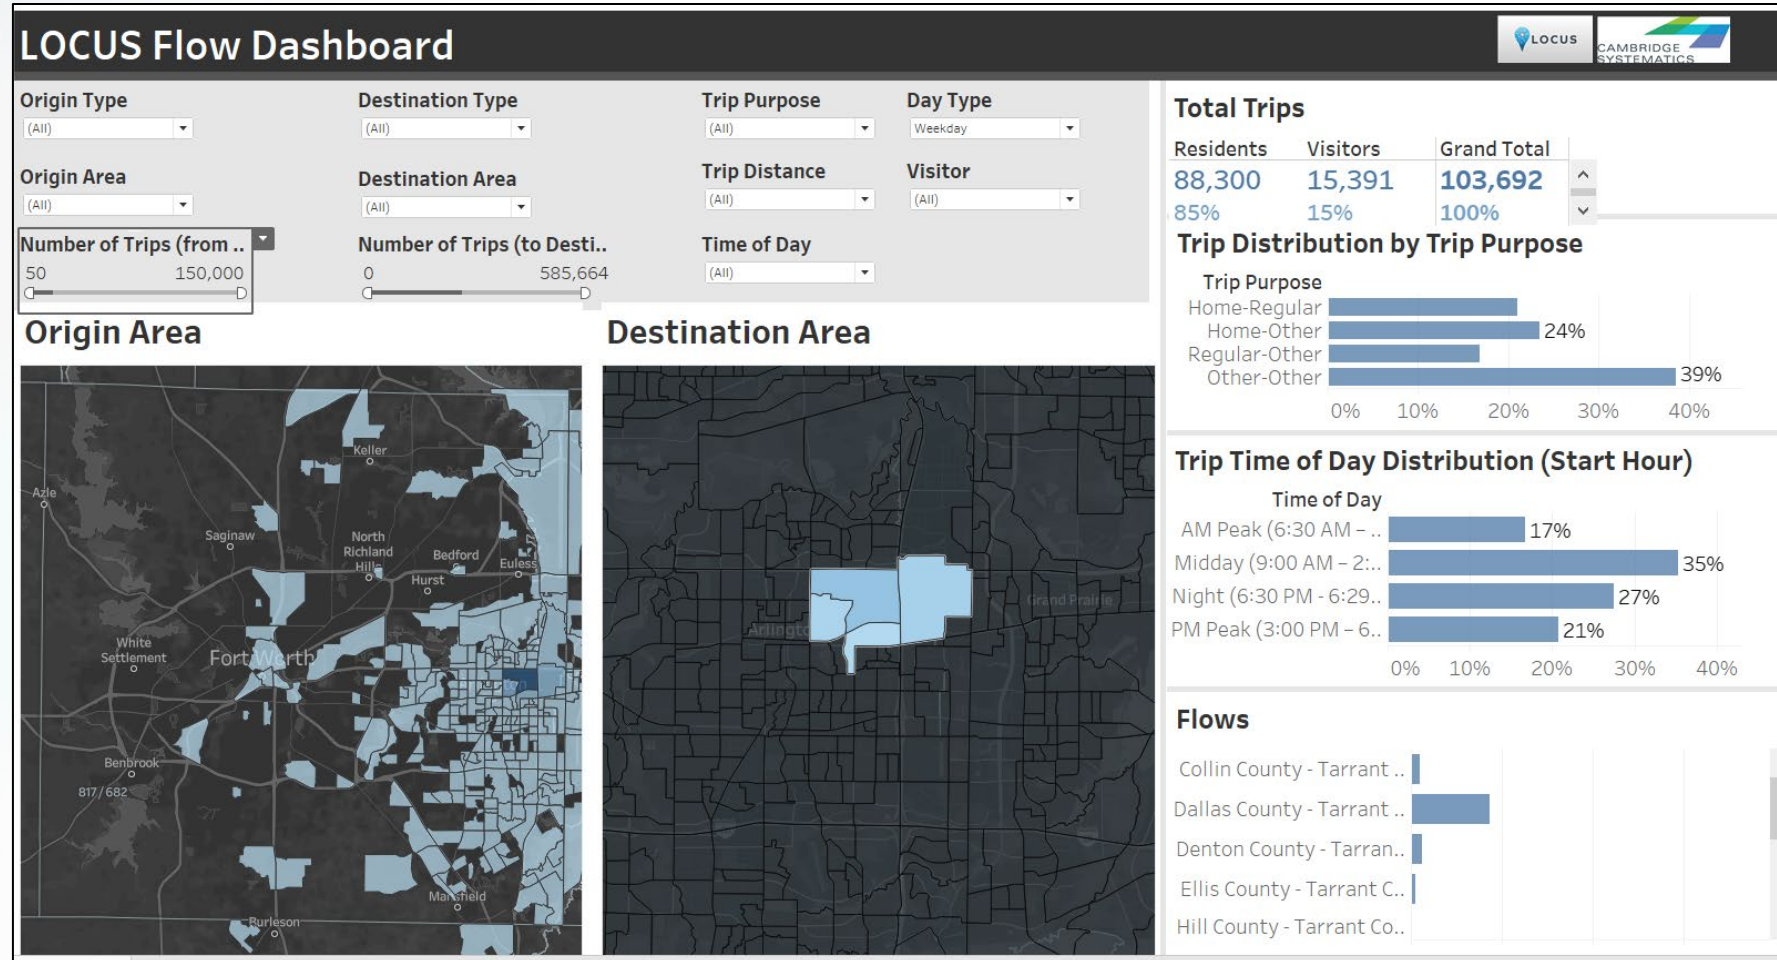 LOCUS Flow Dashboard
LOCUS
CAMBRIDGE
SYSTEMATICS
Origin Type
(All)
Destination Type
(All)
Trip Purpose
(All)
Day Type
Weekday
Origin Area
(All)
Destination Area
(All)
Trip Distance
(All)
Visitor
(All)
Number of Trips (from ..
50 150,000
Number of Trips (to Desti..
0 585,664
Time of Day
(All)
Origin Area
Keller
Azle
Saginaw
North
Richland
Hills
Bedford
Euless
Hurst
White
Settlement
Fort Worth
Benbrook
817/682
Mansfield
Burleson
Destination Area
Grand Prairie
Total Trips
Residents Visitors Grand Total
88,300 15,391 103,692
85% 15% 100%
Trip Distribution by Trip Purpose
Trip Purpose
Home-Regular
Home-Other 24%
Regular-Other
Other-Other 39%
0% 10% 20% 30% 40%
Trip Time of Day Distribution (Start Hour)
Time of Day
AM Peak (6:30 AM – .. 17%
Midday (9:00 AM – 2:.. 35%
Night (6:30 PM - 6:29.. 27%
PM Peak (3:00 PM – 6.. 21%
0% 10% 20% 30% 40%
Flows
Collin County - Tarrant ..
Dallas County - Tarrant ..
Denton County - Tarran..
Ellis County - Tarrant C..
Hill County - Tarrant Co..